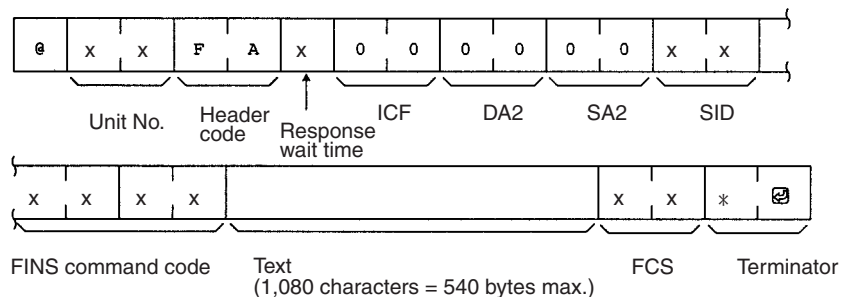 @ x x F A x 0 0 0 0 0 0 x x
Unit No. Header code Response wait time ICF DA2 SA2 SID
x x x x x x * ↵
FINS command code Text FCS Terminator
(1,080 characters = 540 bytes max.)